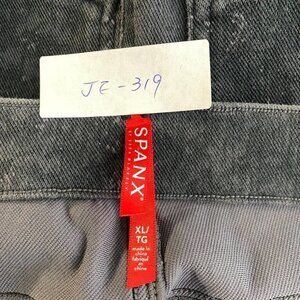 JE-319
SPANX®
XL/
TG
made in
china
fabriqué en
chine